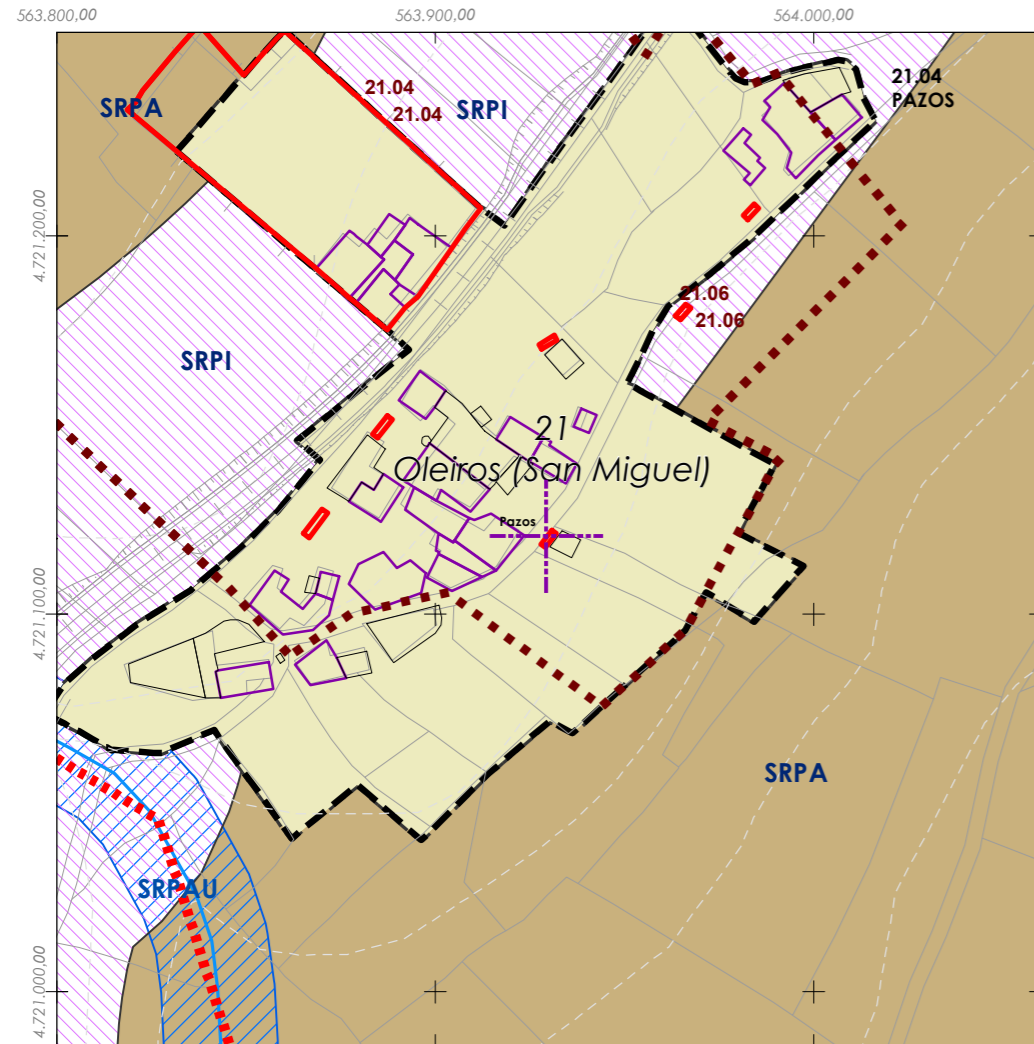 563.800,00
563.900,00
564.000,00
21.04
21.04
SRPA
SRPI
21.04
PAZOS
4.721.200,00
21.06
21.06
SRPI
21
Oleiros (San Miguel)
Pazos
4.721.100,00
SRPA
SRPAU
4.721.000,00